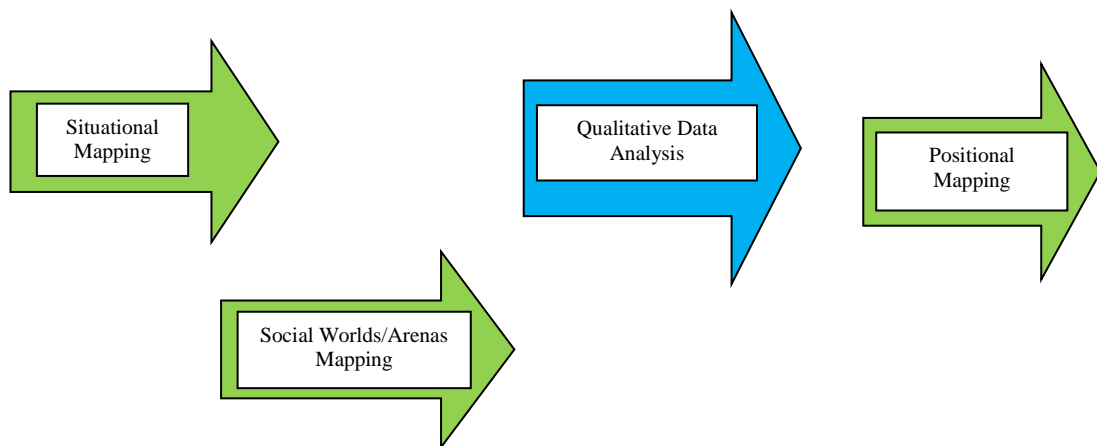 Situational
Mapping
Social Worlds/Arenas
Mapping
Qualitative Data
Analysis
Positional
Mapping